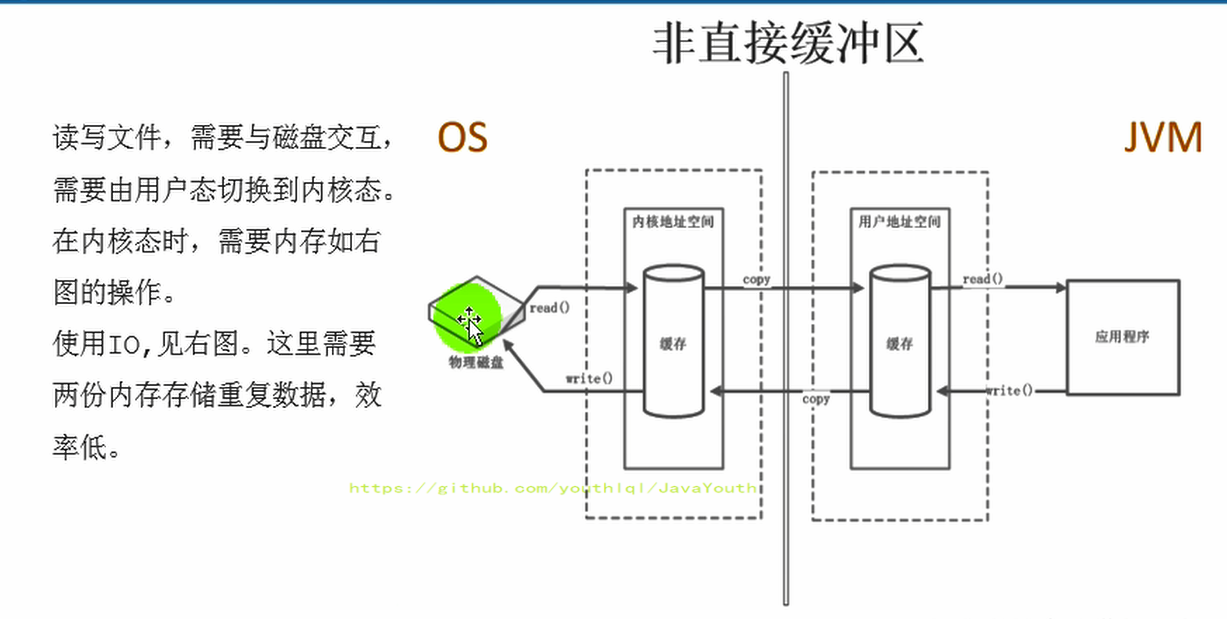 非直接缓冲区
读写文件，需要与磁盘交互，
需要由用户态切换到内核态。
在内核态时，需要内存如右
图的操作。
使用IO,见右图。这里需要
两份内存存储重复数据，效
率低。
OS
JVM
内核地址空间
用户地址空间
copy
read()
read()
物理磁盘
缓存
缓存
应用程序
write()
copy
write()
https://github.com/youthlql/JavaYouth